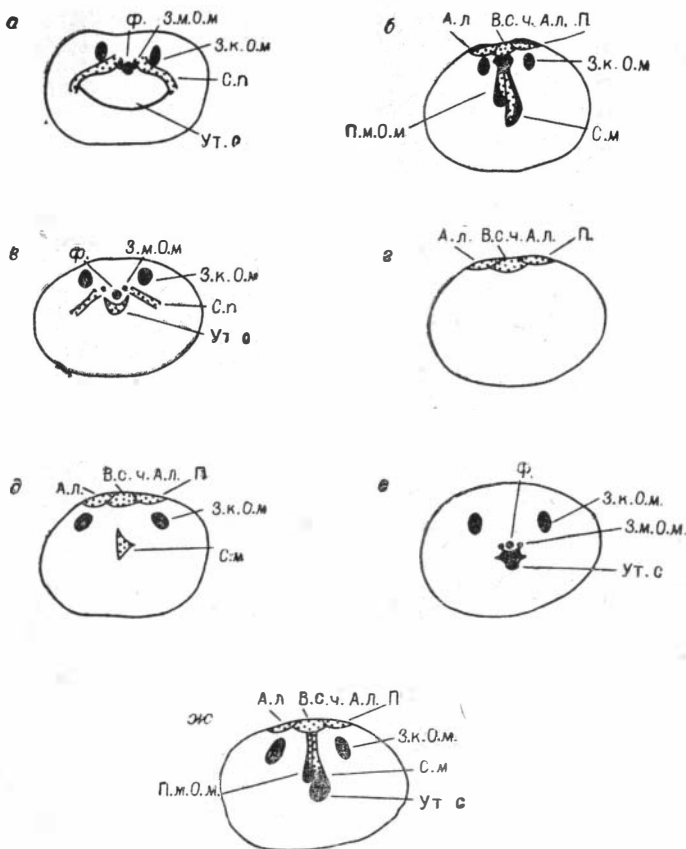 а
ф. З.м.О.м
З.к.О.м
С.п
Ут. о
б
А.л В.с.ч. А.л. П
З.к.О.м
П.м.О.м
С.м
в
ф. З.м.О.м
З.к.О.м
С.п
Ут о
г
А.л. В.с.ч. А.л. П.
д
А.л. В.с.ч. А.л. П
З.к.О.м
С.м
е
Ф.
З.к.О.м.
З.м.О.м.
Ут. с
ж
А.л В.с.ч. А.л. П
З.к.О.м.
С.м
П.м.О.м.
Ут с